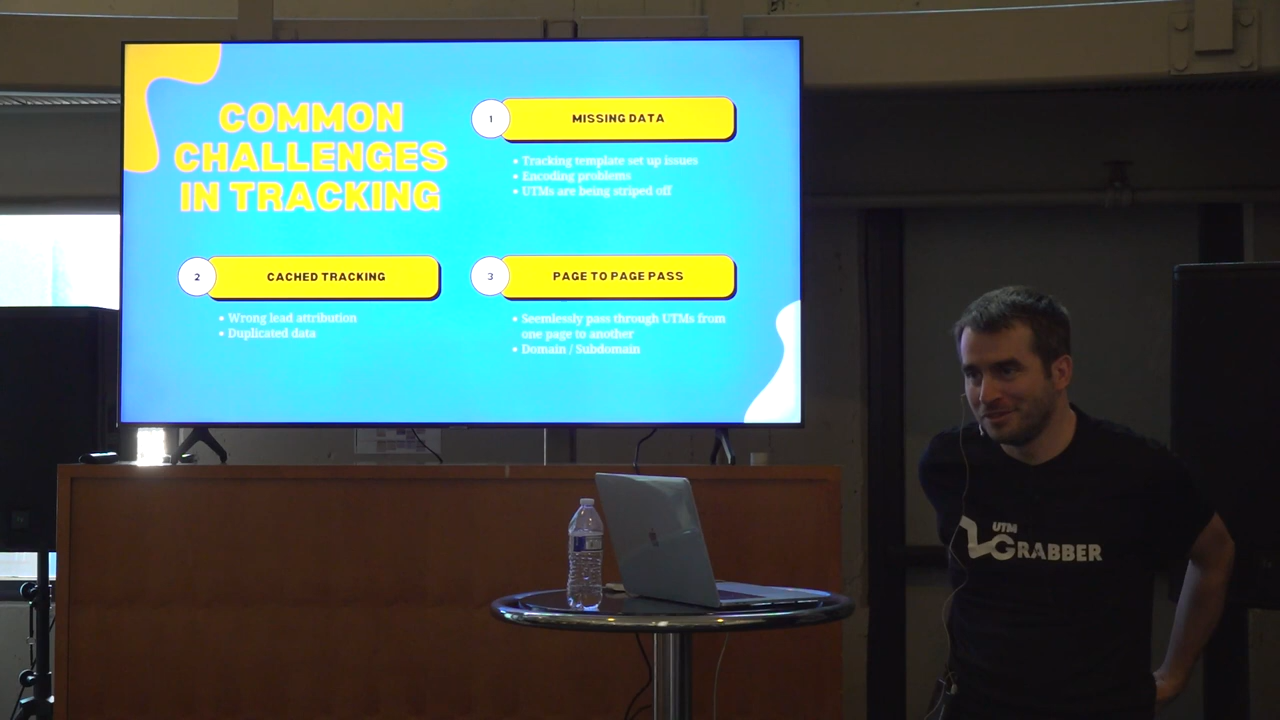 COMMON
CHALLENGES
IN TRACKING
1
MISSING DATA
• Tracking template set up issues
• Encoding problems
• UTMs are being striped off
2
CACHED TRACKING
• Wrong lead attribution
• Duplicated data
3
PAGE TO PAGE PASS
• Seemlessly pass through UTMs from
one page to another
• Domain / Subdomain
UTM
GRABBER